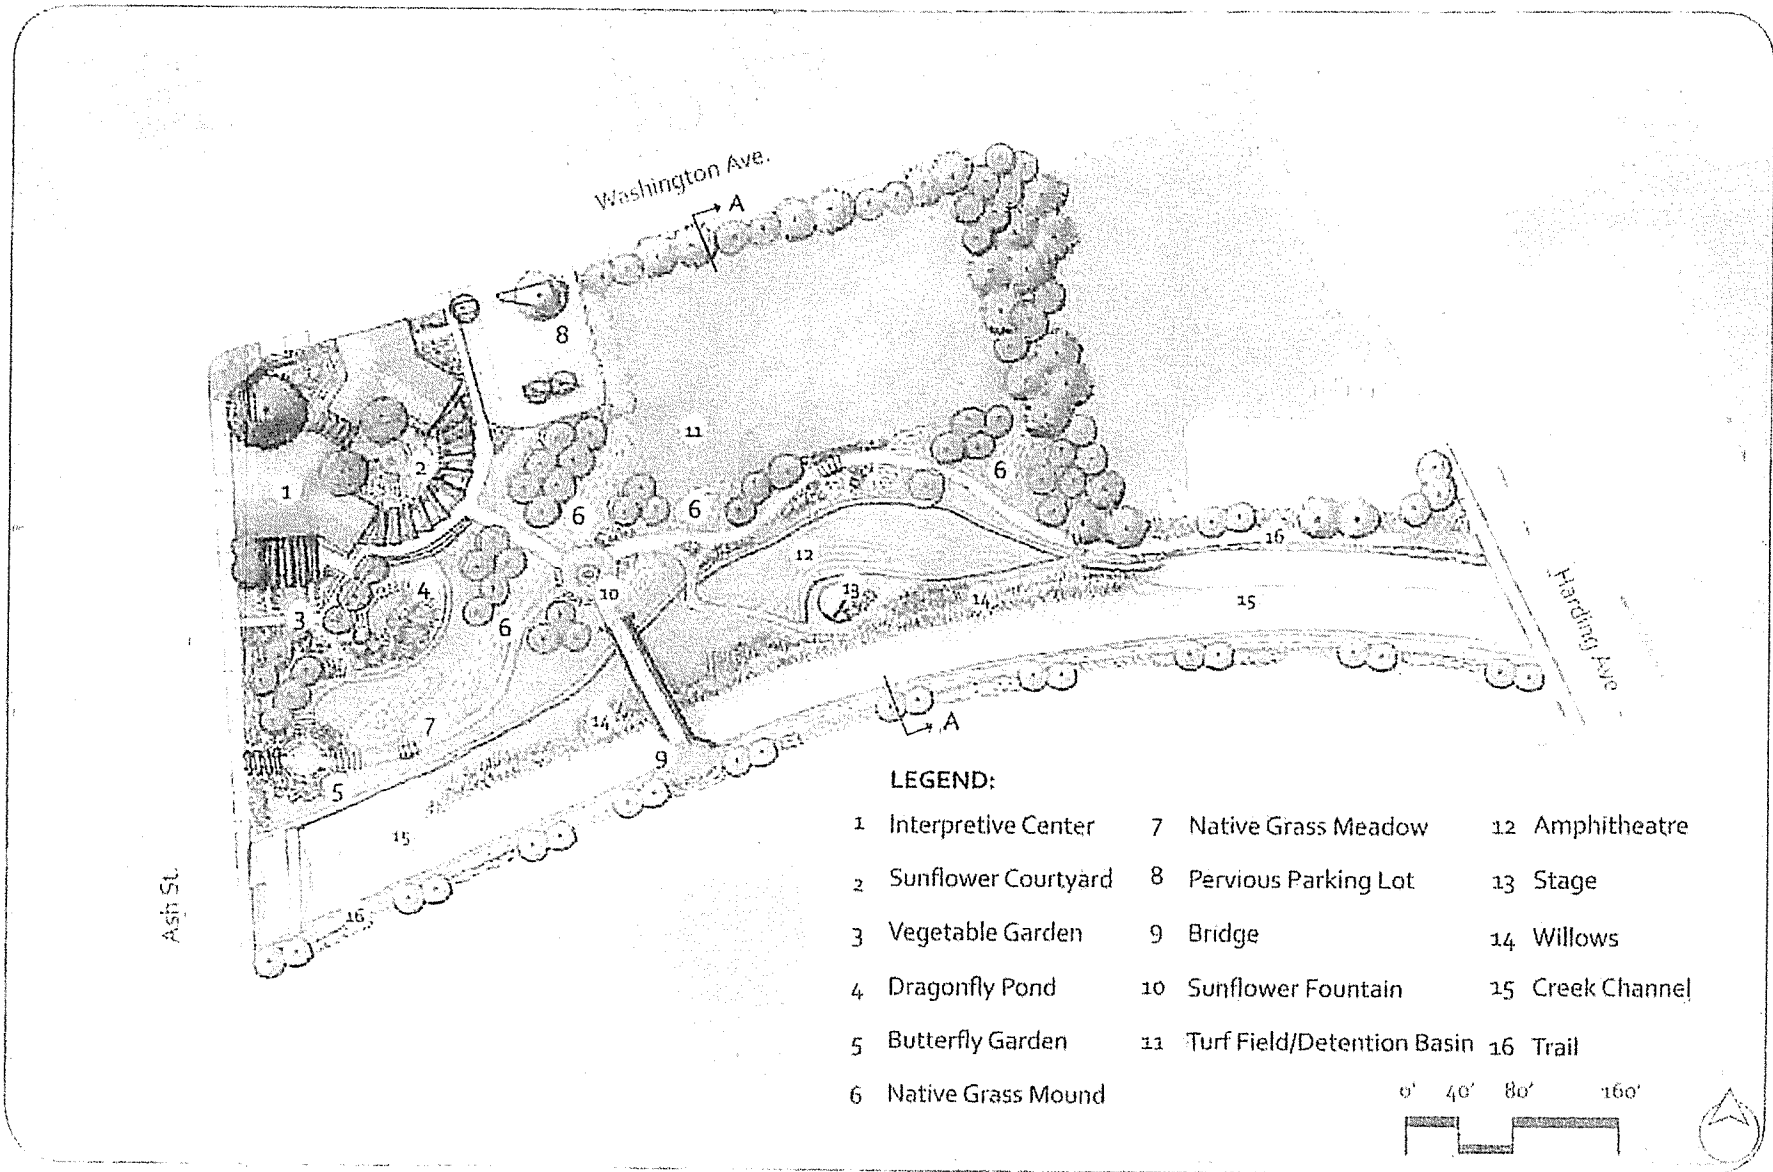 Washington Ave.
A
8
11
2
1
6
6
6
12
16
4
10
13
14
15
3
6
Harding Ave
7
14
A
9
5
15
Ash St.
16
LEGEND:
1 Interpretive Center
2 Sunflower Courtyard
3 Vegetable Garden
4 Dragonfly Pond
5 Butterfly Garden
6 Native Grass Mound
7 Native Grass Meadow
8 Pervious Parking Lot
9 Bridge
10 Sunflower Fountain
11 Turf Field/Detention Basin
12 Amphitheatre
13 Stage
14 Willows
15 Creek Channel
16 Trail
0' 40' 80' 160'